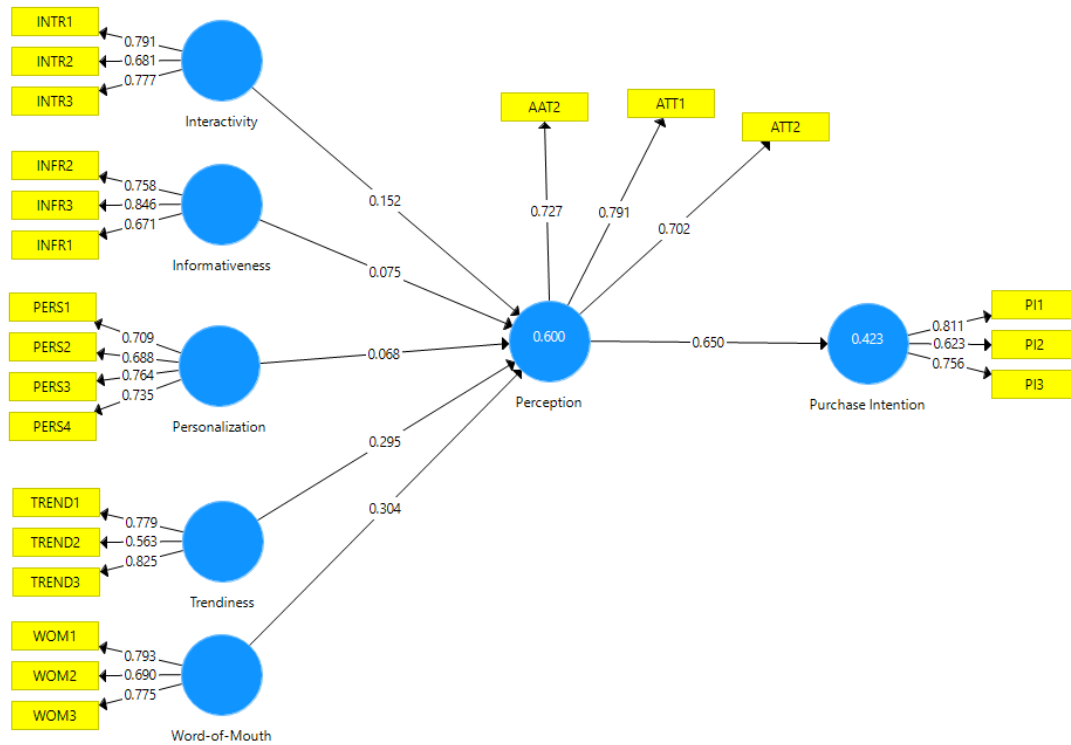 INTR1
0.791
INTR2
0.681
INTR3
0.777
Interactivity
INFR2
0.758
INFR3
0.846
INFR1
0.671
Informativeness
PERS1
0.709
PERS2
0.688
PERS3
0.764
PERS4
0.735
Personalization
TREND1
0.779
TREND2
0.563
TREND3
0.825
Trendiness
WOM1
0.793
WOM2
0.690
WOM3
0.775
Word-of-Mouth
0.152
0.075
0.068
0.295
0.304
AAT2
ATT1
ATT2
0.727
0.791
0.702
0.600
Perception
0.650
0.423
Purchase Intention
PI1
0.811
PI2
0.623
PI3
0.756